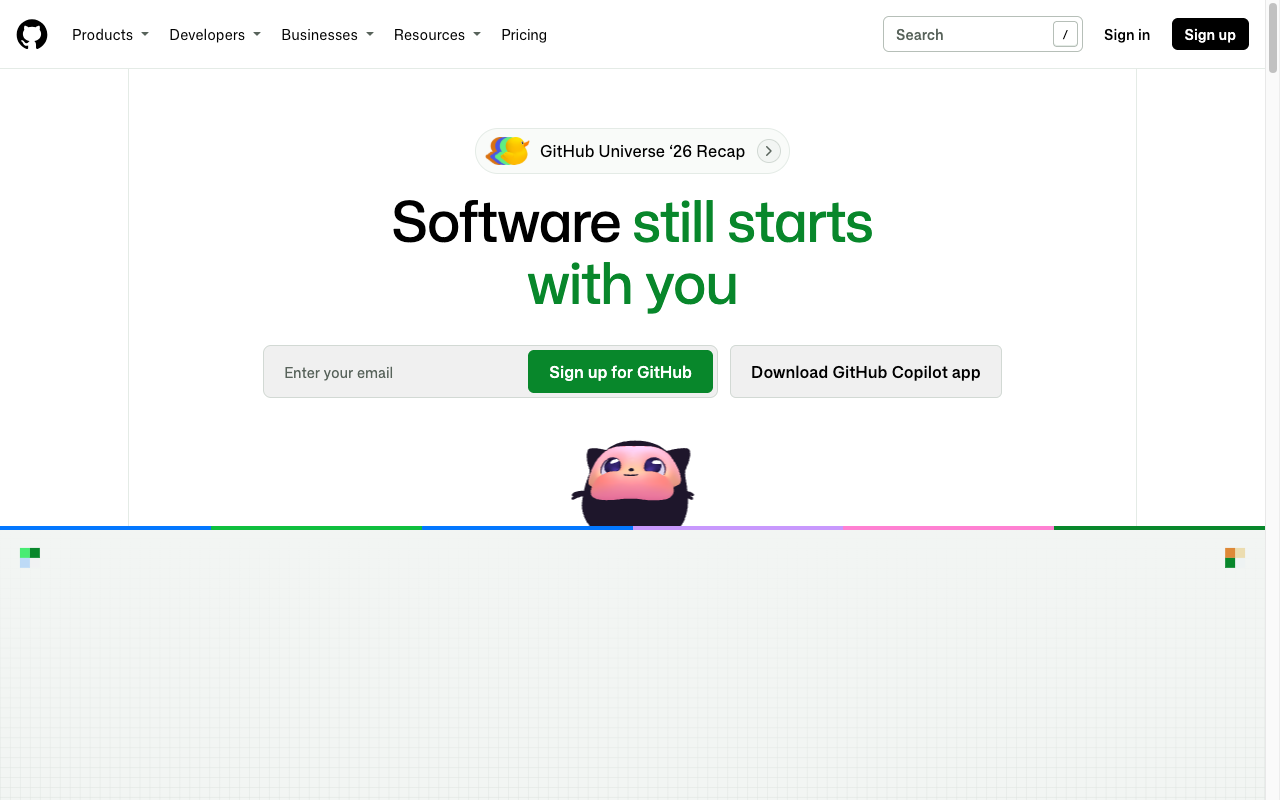 Products
Developers
Businesses
Resources
Pricing
Search
/
Sign in
Sign up
GitHub Universe ‘26 Recap
Software still starts
with you
Enter your email
Sign up for GitHub
Download GitHub Copilot app